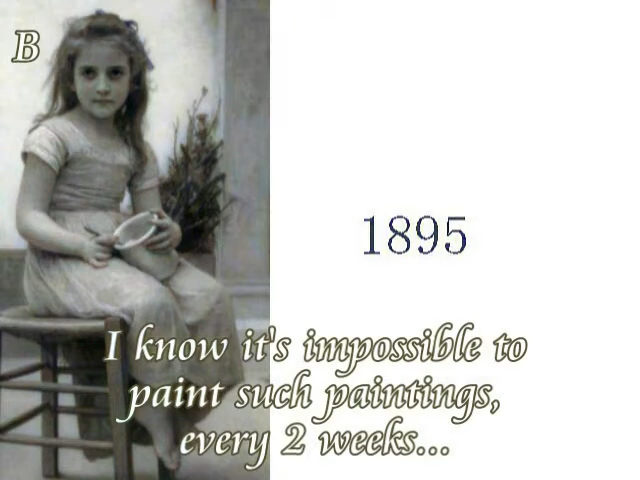 B
1895
I know it's impossible to
paint such paintings,
every 2 weeks...